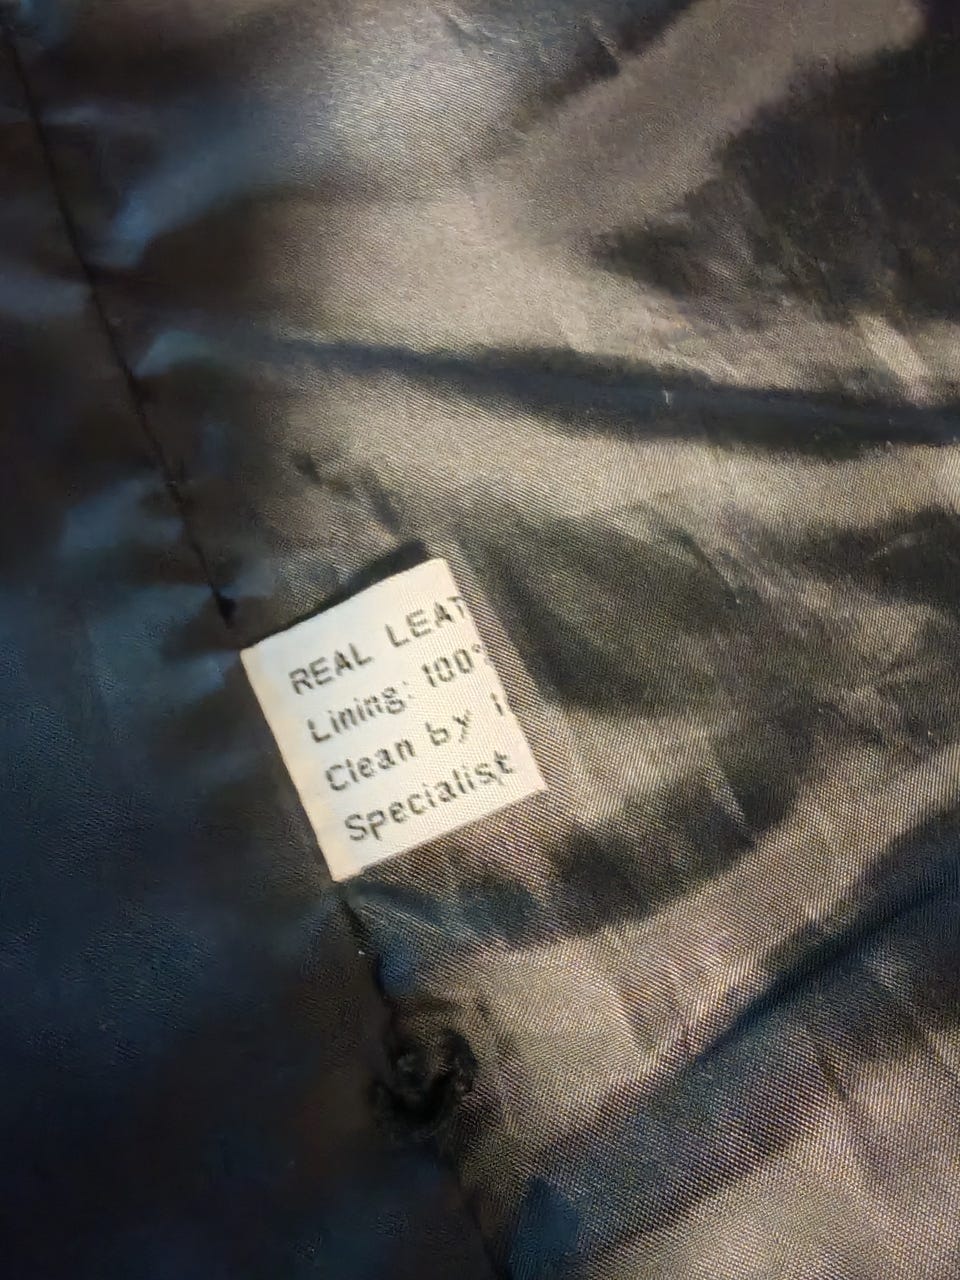 REAL LEAT
Lining: 100%
Clean by
Specialist